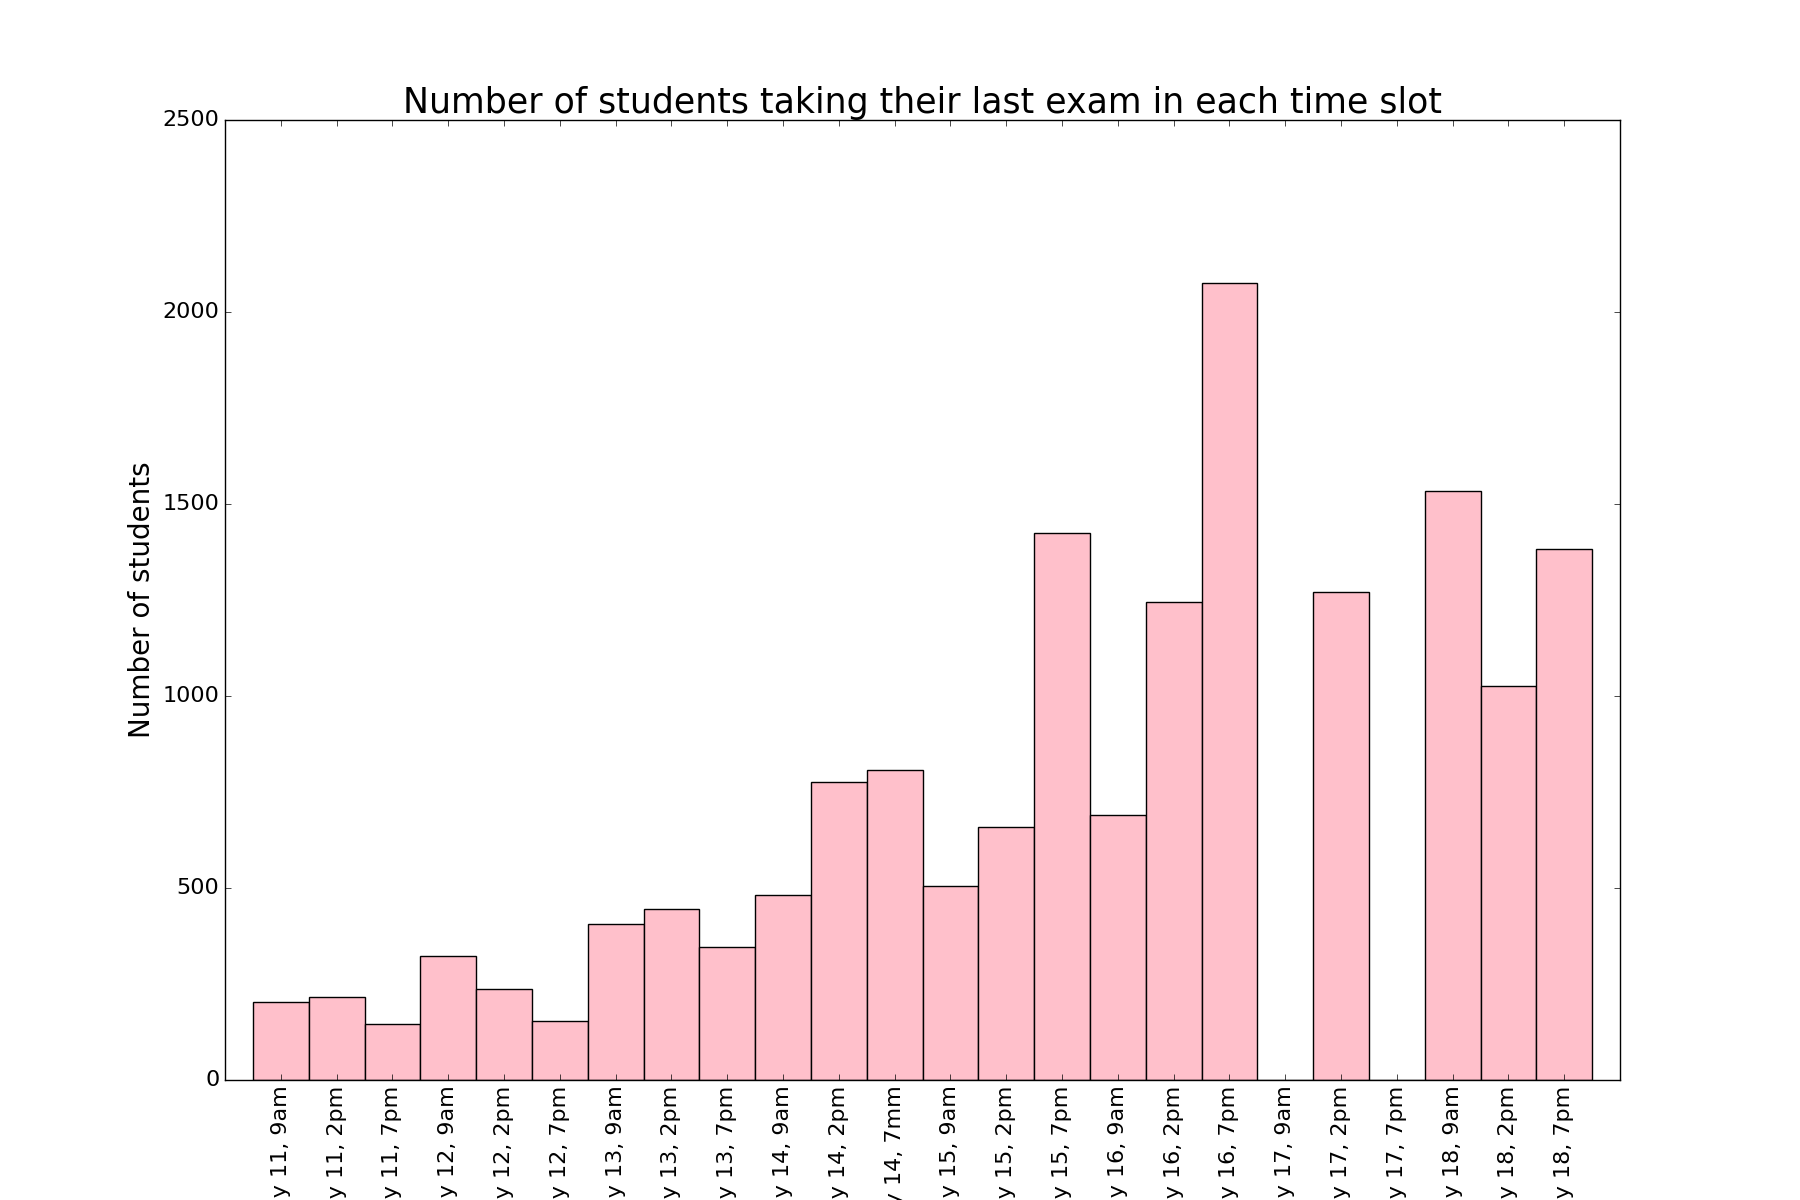 Number of students taking their last exam in each time slot
Number of students
2500
2000
1500
1000
500
0
y 11, 9am
y 11, 2pm
y 11, 7pm
y 12, 9am
y 12, 2pm
y 12, 7pm
y 13, 9am
y 13, 2pm
y 13, 7pm
y 14, 9am
y 14, 2pm
y 14, 7mm
y 15, 9am
y 15, 2pm
y 15, 7pm
y 16, 9am
y 16, 2pm
y 16, 7pm
y 17, 9am
y 17, 2pm
y 17, 7pm
y 18, 9am
y 18, 2pm
y 18, 7pm